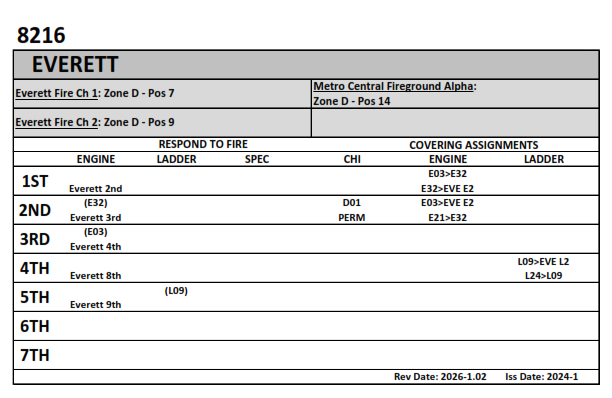 8216
EVERETT
Everett Fire Ch 1: Zone D - Pos 7
Metro Central Fireground Alpha:
Zone D - Pos 14
Everett Fire Ch 2: Zone D - Pos 9
RESPOND TO FIRE COVERING ASSIGNMENTS
ENGINE LADDER SPEC CHI ENGINE LADDER
1ST
E03>E32
Everett 2nd E32>EVE E2
2ND
(E32) D01 E03>EVE E2
Everett 3rd PERM E21>E32
3RD
(E03)
Everett 4th
4TH
L09>EVE L2
Everett 8th L24>L09
5TH
(L09)
Everett 9th
6TH
7TH
Rev Date: 2026-1.02 Iss Date: 2024-1